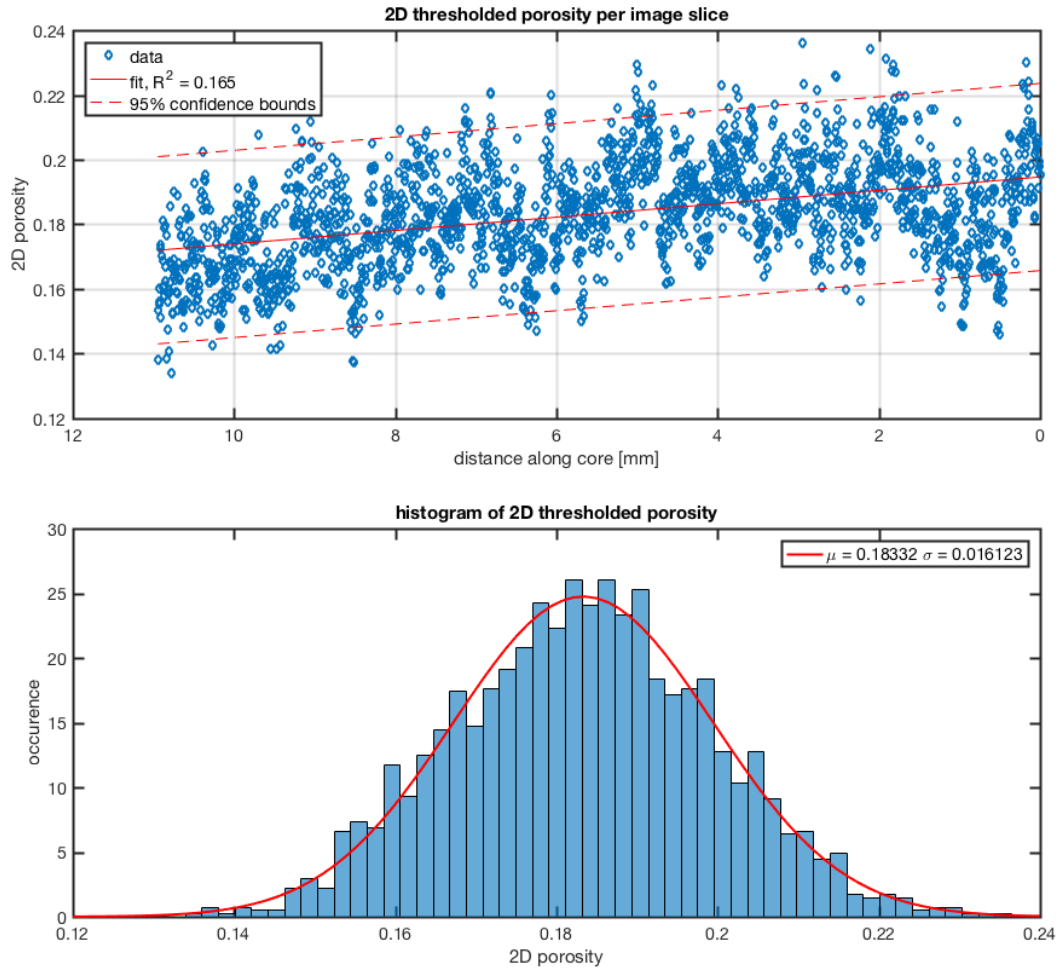 2D thresholded porosity per image slice
0.24
0.22
0.2
0.18
0.16
0.14
0.12
2D porosity
data
fit, R² = 0.165
95% confidence bounds
12 10 8 6 4 2 0
distance along core [mm]
histogram of 2D thresholded porosity
30
25
20
15
10
5
0
occurence
μ = 0.18332 σ = 0.016123
0.12 0.14 0.16 0.18 0.2 0.22 0.24
2D porosity